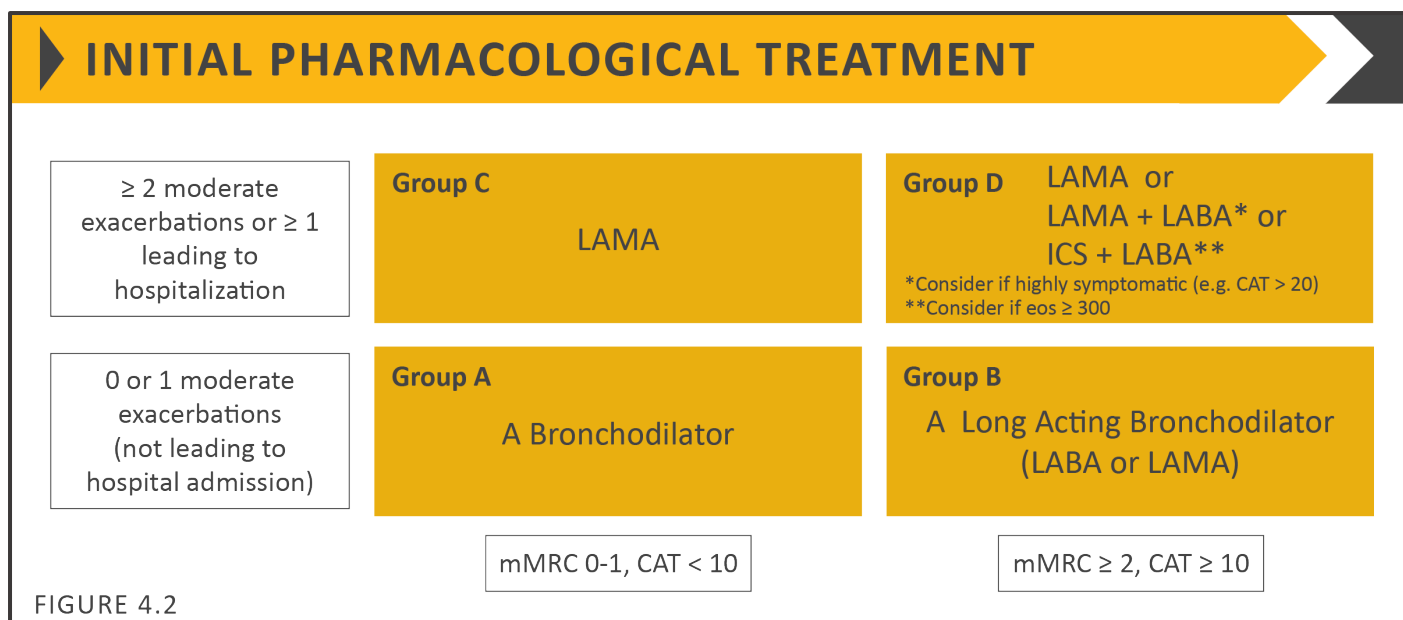 INITIAL PHARMACOLOGICAL TREATMENT
≥ 2 moderate
exacerbations or ≥ 1
leading to
hospitalization
Group C
LAMA
Group D
LAMA or
LAMA + LABA* or
ICS + LABA**
*Consider if highly symptomatic (e.g. CAT > 20)
**Consider if eos ≥ 300
0 or 1 moderate
exacerbations
(not leading to
hospital admission)
Group A
A Bronchodilator
Group B
A Long Acting Bronchodilator
(LABA or LAMA)
mMRC 0-1, CAT < 10
mMRC ≥ 2, CAT ≥ 10
FIGURE 4.2